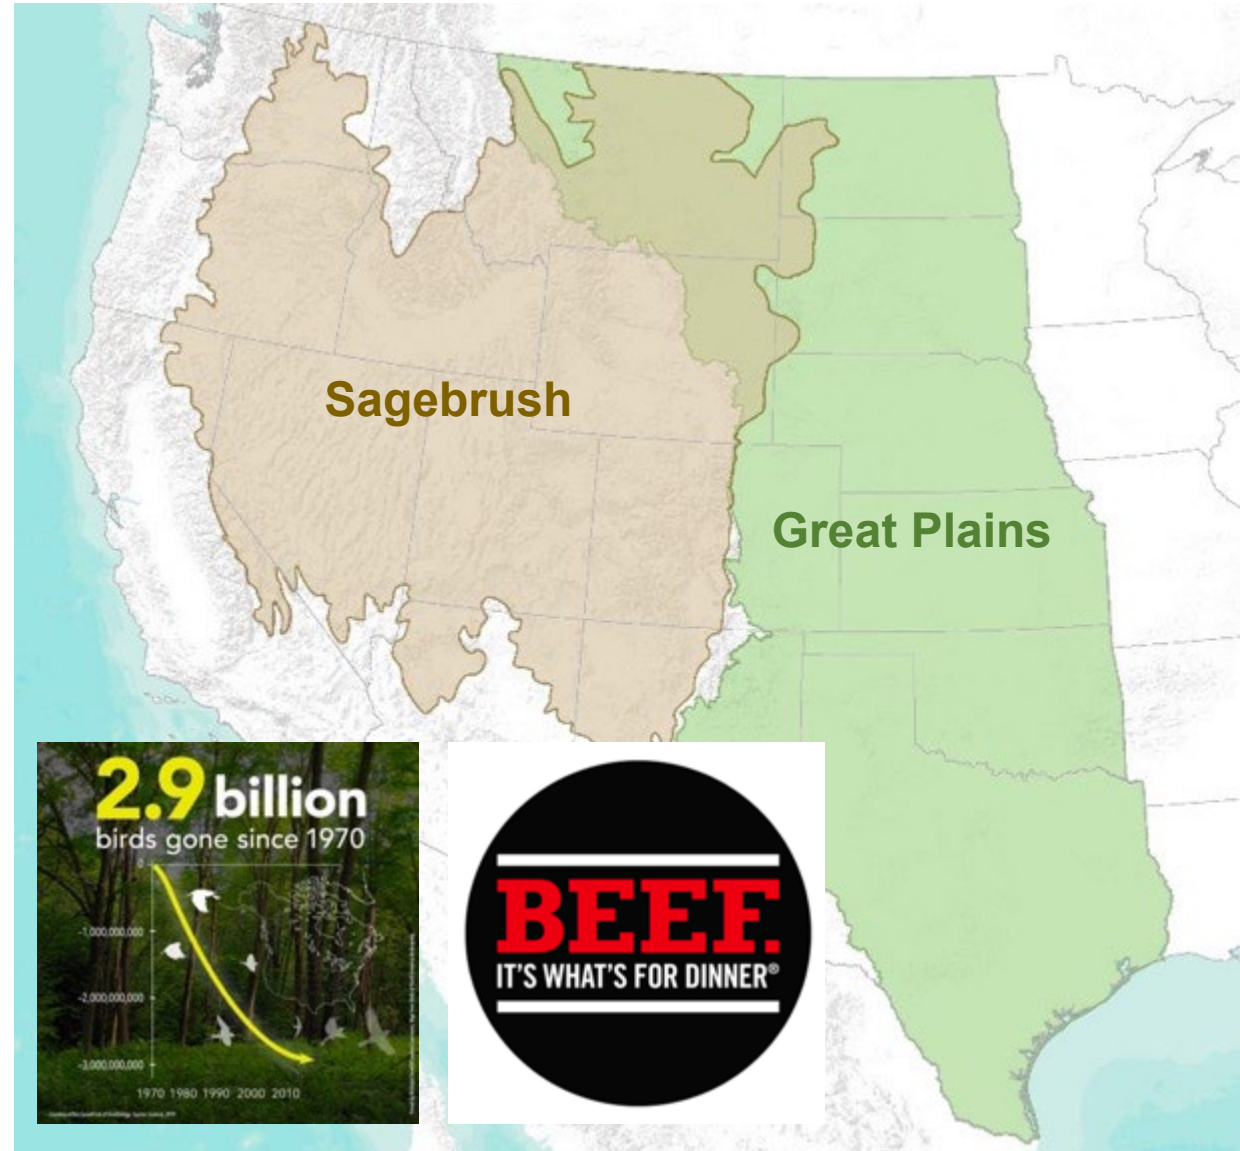 Sagebrush
Great Plains
2.9 billion
birds gone since 1970
0
-1,000,000,000
-2,000,000,000
-3,000,000,000
1970 1980 1990 2000 2010
BEEF.
IT'S WHAT'S FOR DINNER®